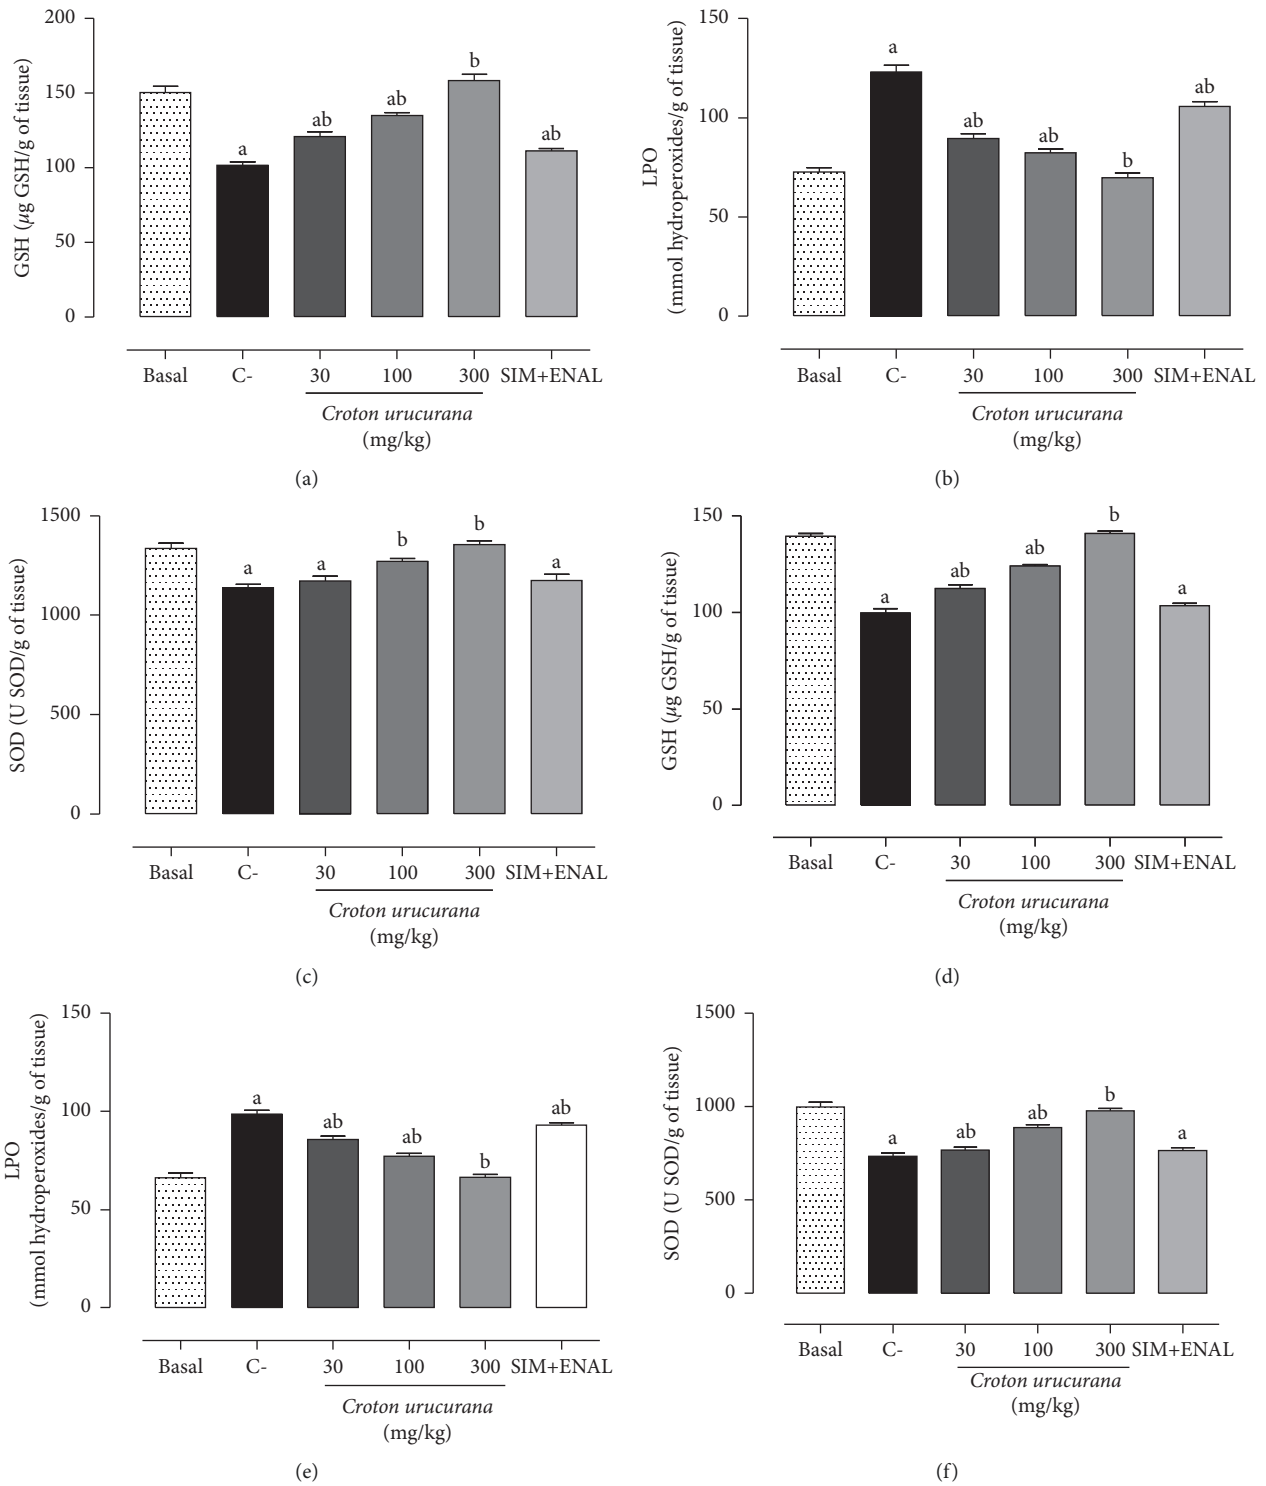 GSH (μg GSH/g of tissue)
200
150
100
50
0
a
ab
ab
b
ab
Basal
C-
30
100
300
SIM+ENAL
Croton urucurana
(mg/kg)
(a)
LPO
(mmol hydroperoxides/g of tissue)
150
100
50
0
a
ab
ab
b
ab
Basal
C-
30
100
300
SIM+ENAL
Croton urucurana
(mg/kg)
(b)
SOD (U SOD/g of tissue)
1500
1000
500
0
a
a
b
b
a
Basal
C-
30
100
300
SIM+ENAL
Croton urucurana
(mg/kg)
(c)
GSH (μg GSH/g of tissue)
150
100
50
0
a
ab
ab
b
a
Basal
C-
30
100
300
SIM+ENAL
Croton urucurana
(mg/kg)
(d)
LPO
(mmol hydroperoxides/g of tissue)
150
100
50
0
a
ab
ab
b
ab
Basal
C-
30
100
300
SIM+ENAL
Croton urucurana
(mg/kg)
(e)
SOD (U SOD/g of tissue)
1500
1000
500
0
a
ab
ab
b
a
Basal
C-
30
100
300
SIM+ENAL
Croton urucurana
(mg/kg)
(f)